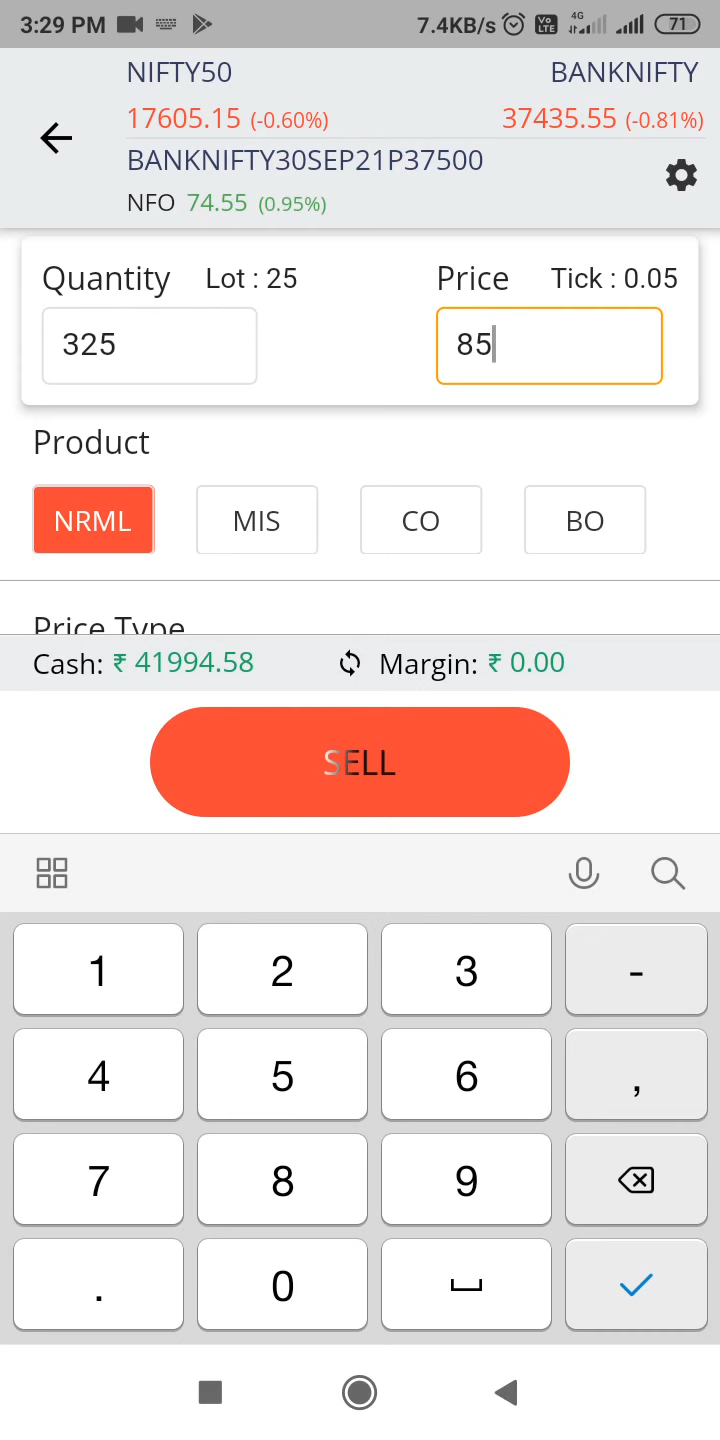 3:29 PM 7.4KB/s Vo LTE 4G 71
NIFTY50 BANKNIFTY
17605.15 (-0.60%) 37435.55 (-0.81%)
BANKNIFTY30SEP21P37500
NFO 74.55 (0.95%)
Quantity Lot : 25 Price Tick : 0.05
325 85
Product
NRML MIS CO BO
Price Type
Cash: ₹ 41994.58 Margin: ₹ 0.00
SELL
1 2 3 -
4 5 6 ,
7 8 9
. 0